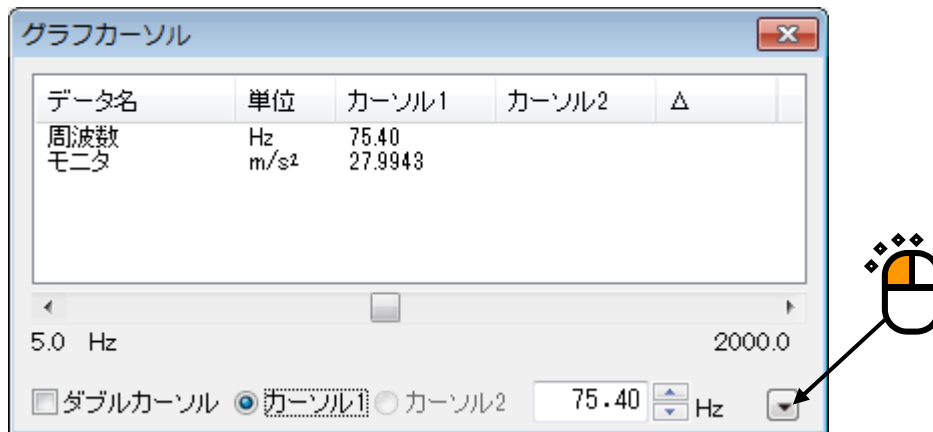 グラフカーソル
データ名 単位 カーソル1 カーソル2 Δ
周波数 Hz 75.40
モニタ m/s² 27.9943
5.0 Hz 2000.0
ダブルカーソル カーソル1 カーソル2 75.40 Hz